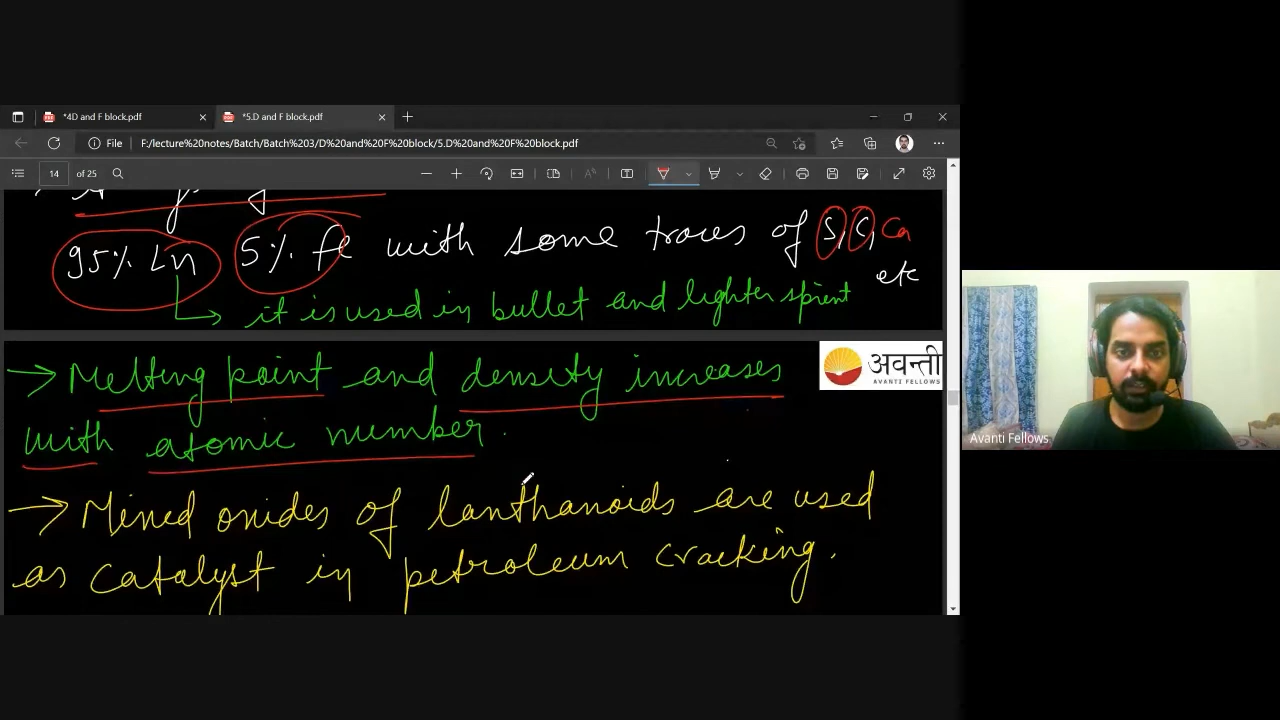 *4D and F block.pdf
*5.D and F block.pdf
File
F:/lecture%20notes/Batch/Batch%203/D%20and%20F%20block/5.D%20and%20F%20block.pdf
14 of 25
95% Ln 5% Fe with some traces of S, C, Ca
etc
it is used in bullet and lighter
→ Melting point and density increases
with atomic number.
अवन्ती
AVANTI FELLOWS
→ Mixed oxides of lanthanoids are used
as catalyst in petroleum cracking.
Avanti Fellows